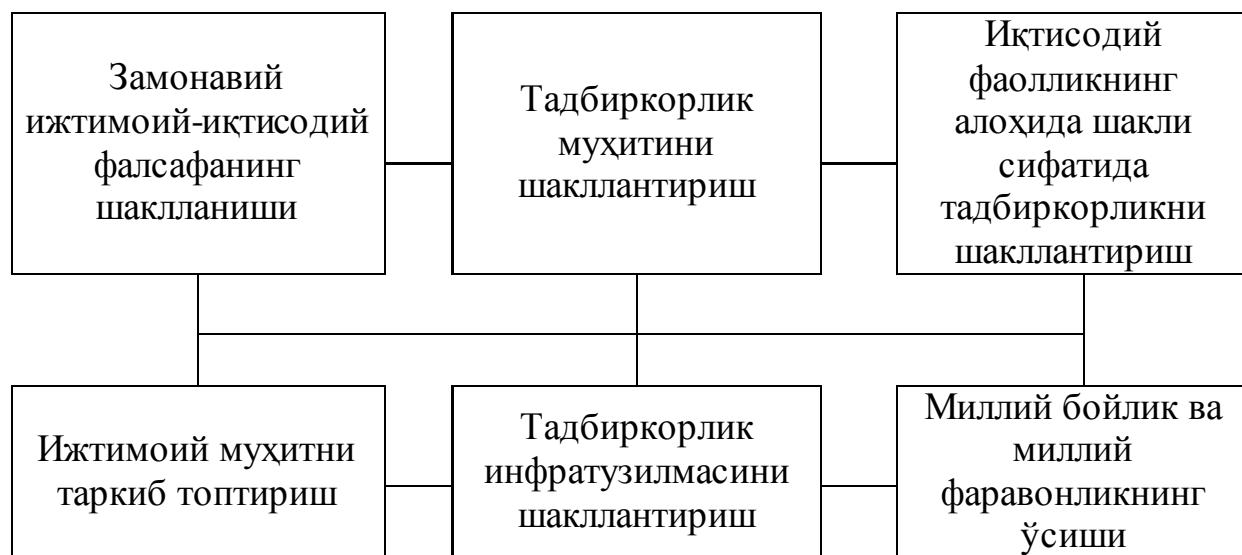 Замонавий
ижтимоий-иқтисодий
фалсафанинг
шаклланиши
Тадбиркорлик
муҳитини
шакллантириш
Иқтисодий
фаолликнинг
алоҳида шакли
сифатида
тадбиркорликни
шакллантириш
Ижтимоий муҳитни
таркиб топтириш
Тадбиркорлик
инфратузилмасини
шакллантириш
Миллий бойлик ва
миллий
фаравонликнинг
ўсиши